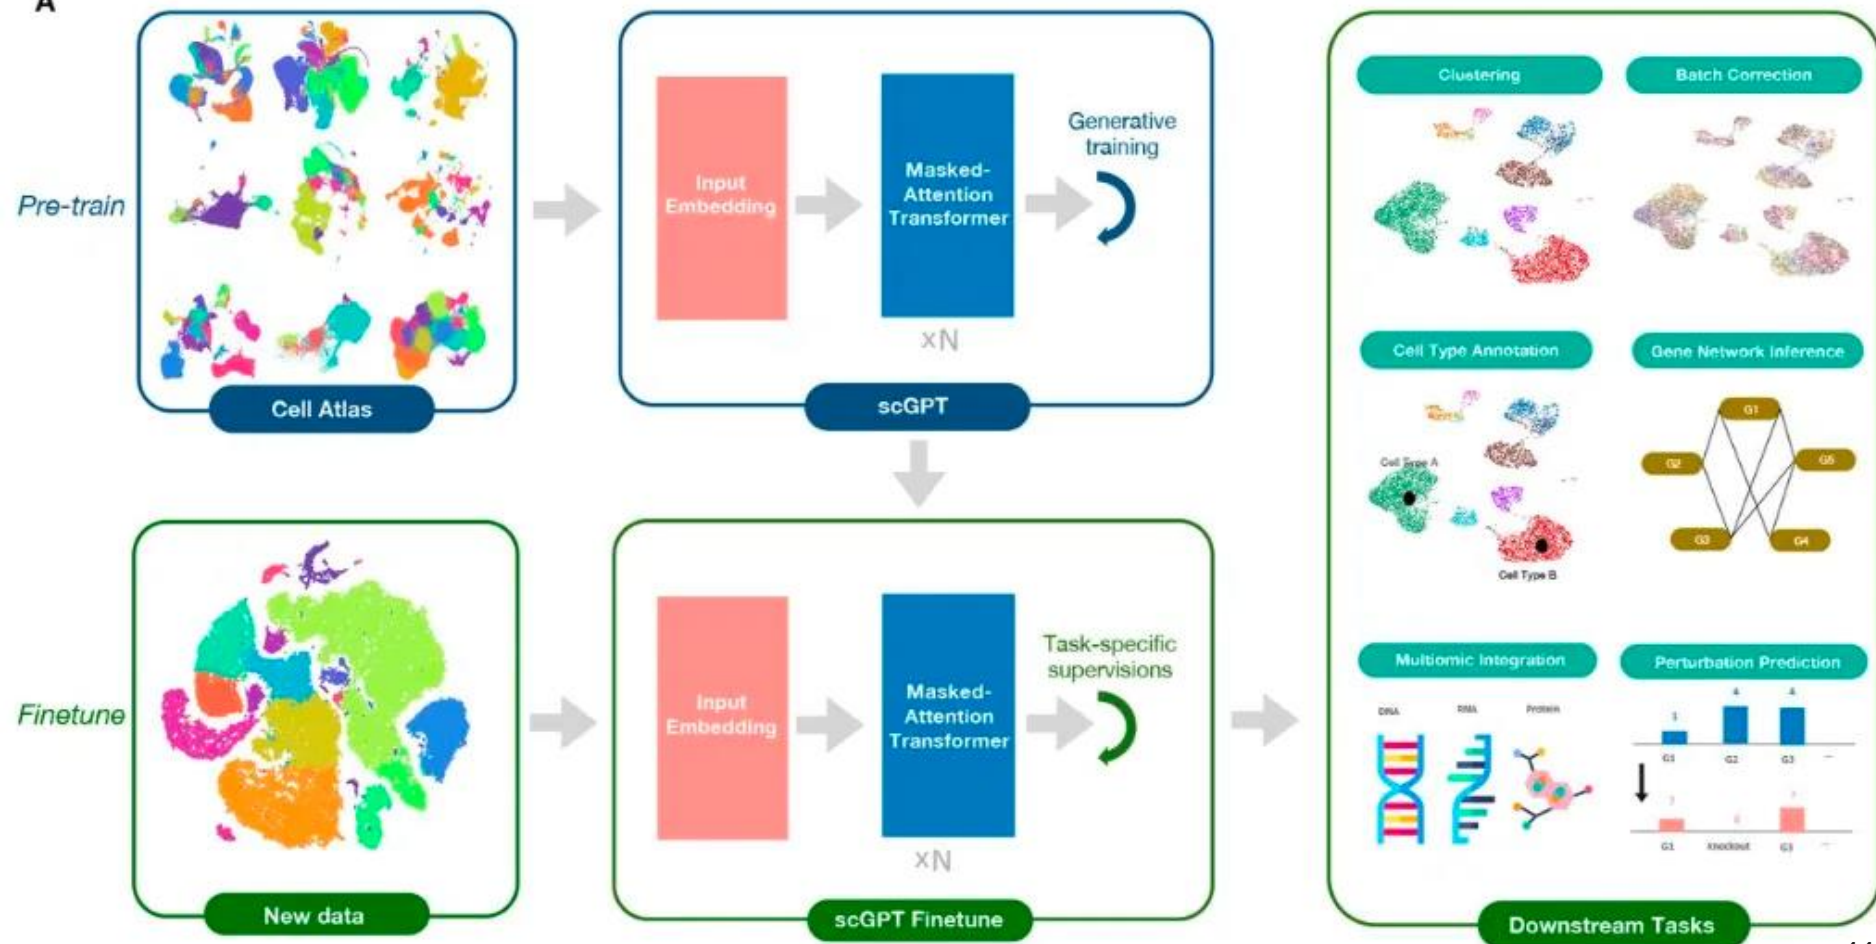 A
Pre-train
Cell Atlas
Input
Embedding
Masked-
Attention
Transformer
xN
Generative
training
scGPT
Finetune
New data
Input
Embedding
Masked-
Attention
Transformer
xN
Task-specific
supervisions
scGPT Finetune
Clustering
Batch Correction
Cell Type Annotation
Cell Type A
Cell Type B
Gene Network Inference
G1
G2
G5
G3
G4
Multiomic Integration
DNA
RNA
Protein
Perturbation Prediction
1
4
4
G1
G2
G3
...
?
?
G1
knockout
G3
...
Downstream Tasks